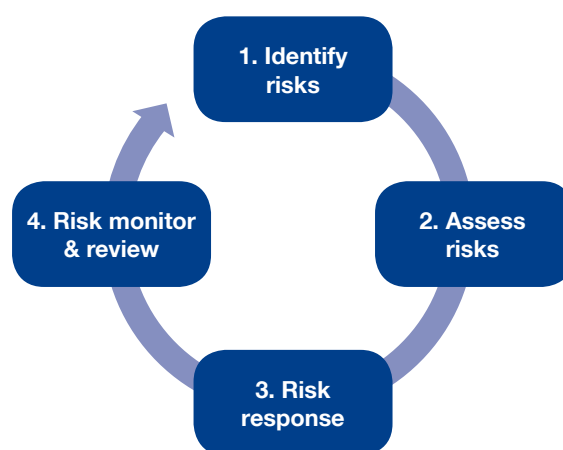 1. Identify
risks
2. Assess
risks
3. Risk
response
4. Risk monitor
& review